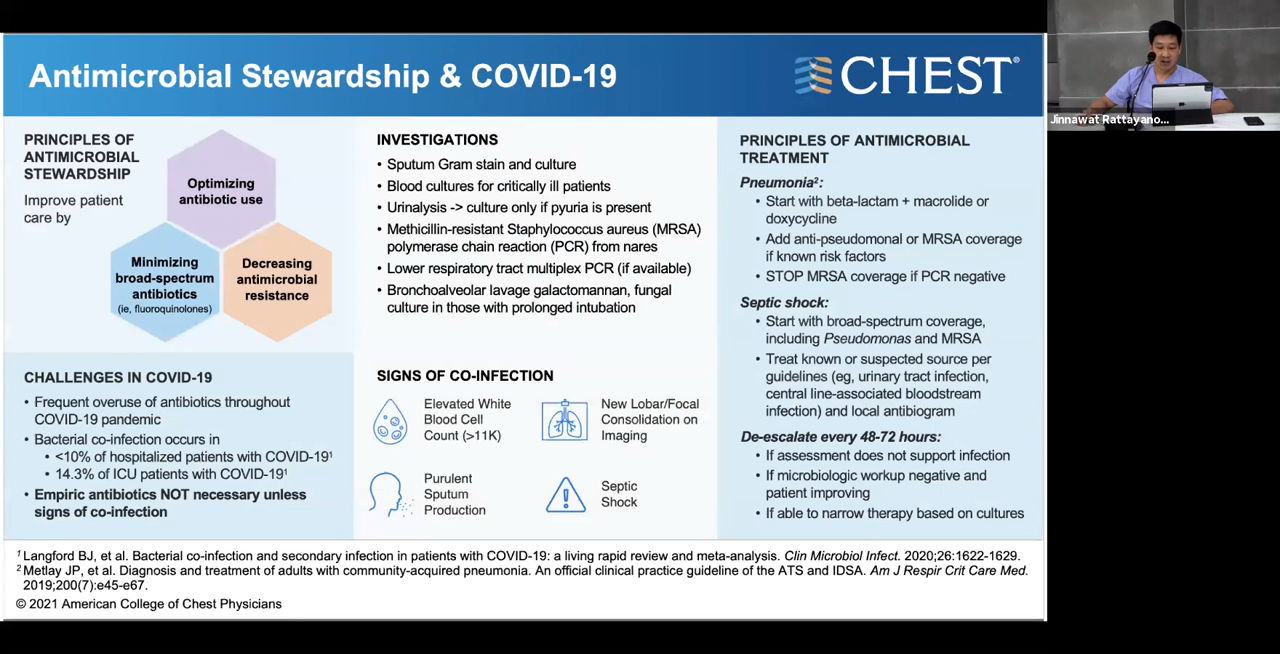 Antimicrobial Stewardship & COVID-19
CHEST®
Jinnawat Rattayano...
PRINCIPLES OF
ANTIMICROBIAL
STEWARDSHIP
Improve patient
care by
Optimizing
antibiotic use
Minimizing
broad-spectrum
antibiotics
(ie, fluoroquinolones)
Decreasing
antimicrobial
resistance
CHALLENGES IN COVID-19
• Frequent overuse of antibiotics throughout
COVID-19 pandemic
• Bacterial co-infection occurs in
• <10% of hospitalized patients with COVID-19¹
• 14.3% of ICU patients with COVID-19¹
• Empiric antibiotics NOT necessary unless
signs of co-infection
INVESTIGATIONS
• Sputum Gram stain and culture
• Blood cultures for critically ill patients
• Urinalysis -> culture only if pyuria is present
• Methicillin-resistant Staphylococcus aureus (MRSA)
polymerase chain reaction (PCR) from nares
• Lower respiratory tract multiplex PCR (if available)
• Bronchoalveolar lavage galactomannan, fungal
culture in those with prolonged intubation
SIGNS OF CO-INFECTION
Elevated White
Blood Cell
Count (>11K)
New Lobar/Focal
Consolidation on
Imaging
Purulent
Sputum
Production
Septic
Shock
PRINCIPLES OF ANTIMICROBIAL
TREATMENT
Pneumonia²:
• Start with beta-lactam + macrolide or
doxycycline
• Add anti-pseudomonal or MRSA coverage
if known risk factors
• STOP MRSA coverage if PCR negative
Septic shock:
• Start with broad-spectrum coverage,
including Pseudomonas and MRSA
• Treat known or suspected source per
guidelines (eg, urinary tract infection,
central line-associated bloodstream
infection) and local antibiogram
De-escalate every 48-72 hours:
• If assessment does not support infection
• If microbiologic workup negative and
patient improving
• If able to narrow therapy based on cultures
¹ Langford BJ, et al. Bacterial co-infection and secondary infection in patients with COVID-19: a living rapid review and meta-analysis. Clin Microbiol Infect. 2020;26:1622-1629.
² Metlay JP, et al. Diagnosis and treatment of adults with community-acquired pneumonia. An official clinical practice guideline of the ATS and IDSA. Am J Respir Crit Care Med.
2019;200(7):e45-e67.
© 2021 American College of Chest Physicians